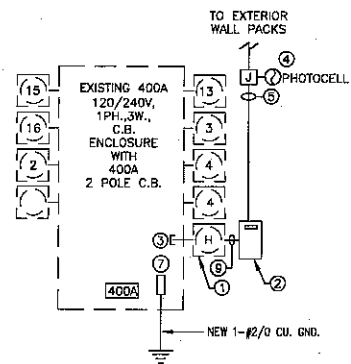 TO EXTERIOR
WALL PACKS
4
J
PHOTOCELL
5
15
16
2
EXISTING 400A
120/240V,
1PH.,3W.,
C.B.
ENCLOSURE
WITH
400A
2 POLE C.B.
13
3
4
4
3
H
9
1
2
7
400A
NEW 1-#2/0 CU. GND.